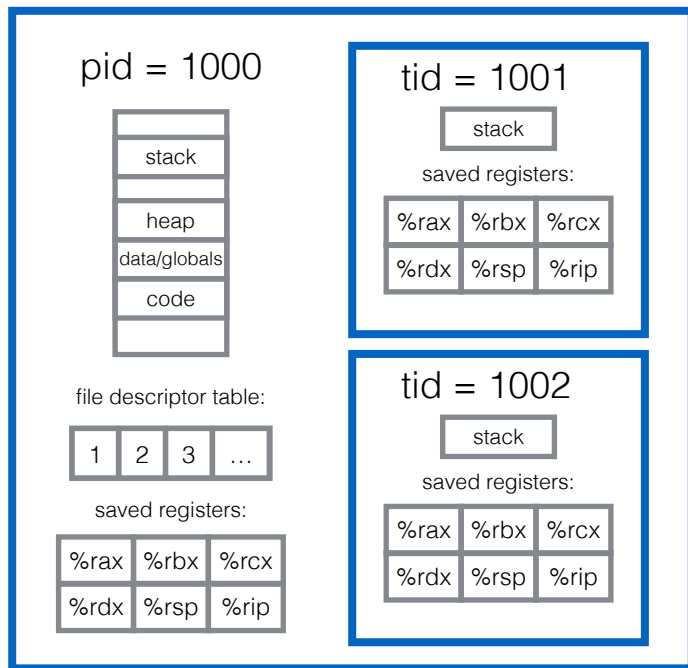 pid = 1000
stack
heap
data/globals
code
file descriptor table:
1 2 3 ...
saved registers:
%rax %rbx %rcx
%rdx %rsp %rip
tid = 1001
stack
saved registers:
%rax %rbx %rcx
%rdx %rsp %rip
tid = 1002
stack
saved registers:
%rax %rbx %rcx
%rdx %rsp %rip